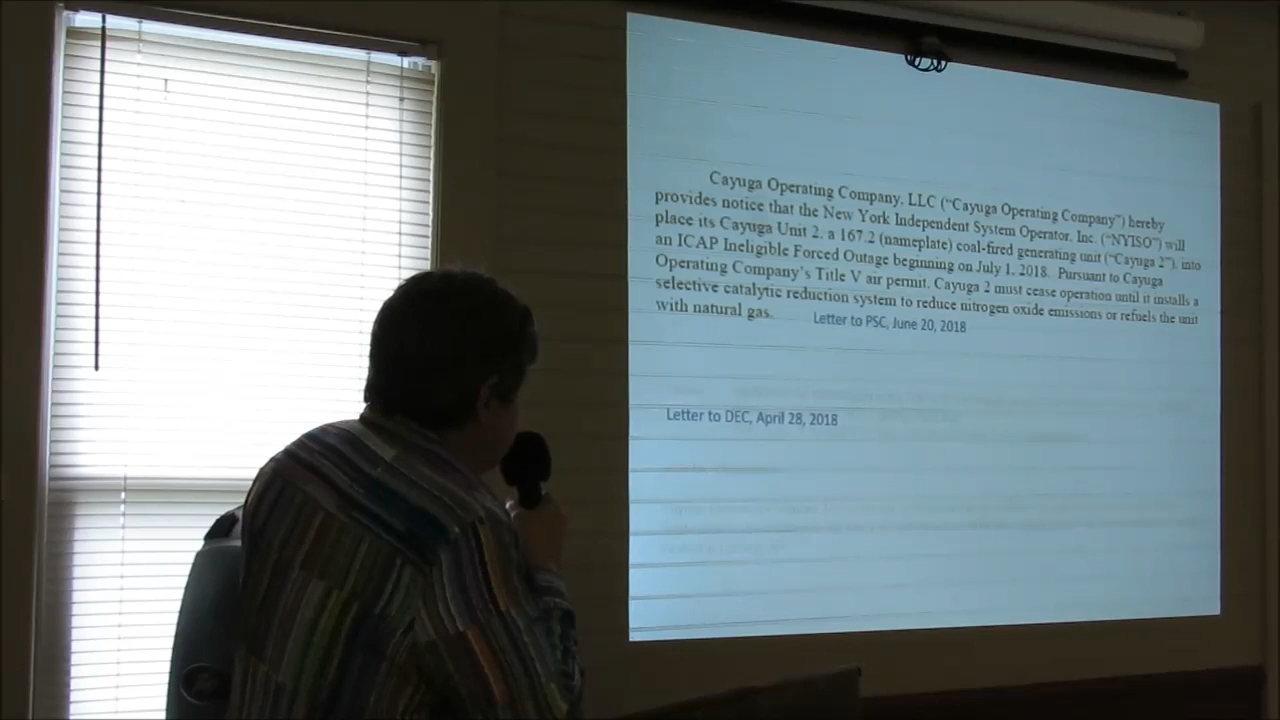 Cayuga Operating Company, LLC (“Cayuga Operating Company”) hereby
provides notice that the New York Independent System Operator, Inc. (“NYISO”) will
place its Cayuga Unit 2, a 167.2 (nameplate) coal-fired generating unit (“Cayuga 2”), into
an ICAP Ineligible Forced Outage beginning on July 1, 2018. Pursuant to Cayuga
Operating Company’s Title V air permit, Cayuga 2 must cease operation until it installs a
selective catalytic reduction system to reduce nitrogen oxide emissions or refuels the unit
with natural gas.
Letter to PSC, June 20, 2018
Letter to DEC, April 28, 2018